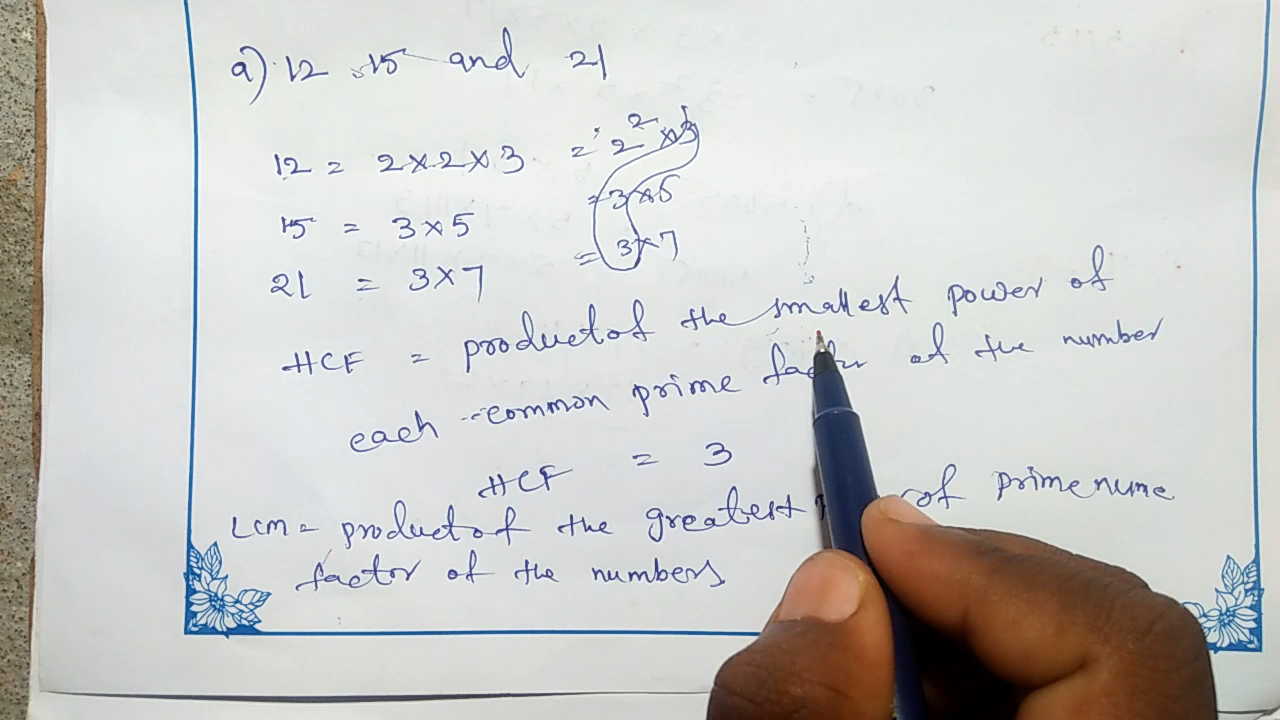 a) 12, 15 and 21
12 = 2×2×3 = 2² × 3
15 = 3×5 = 3×5
21 = 3×7 = 3×7
HCF = product of the smallest power of
each common prime factor of the number
HCF = 3
LCM = product of the greatest of prime nume
factor of the numbers